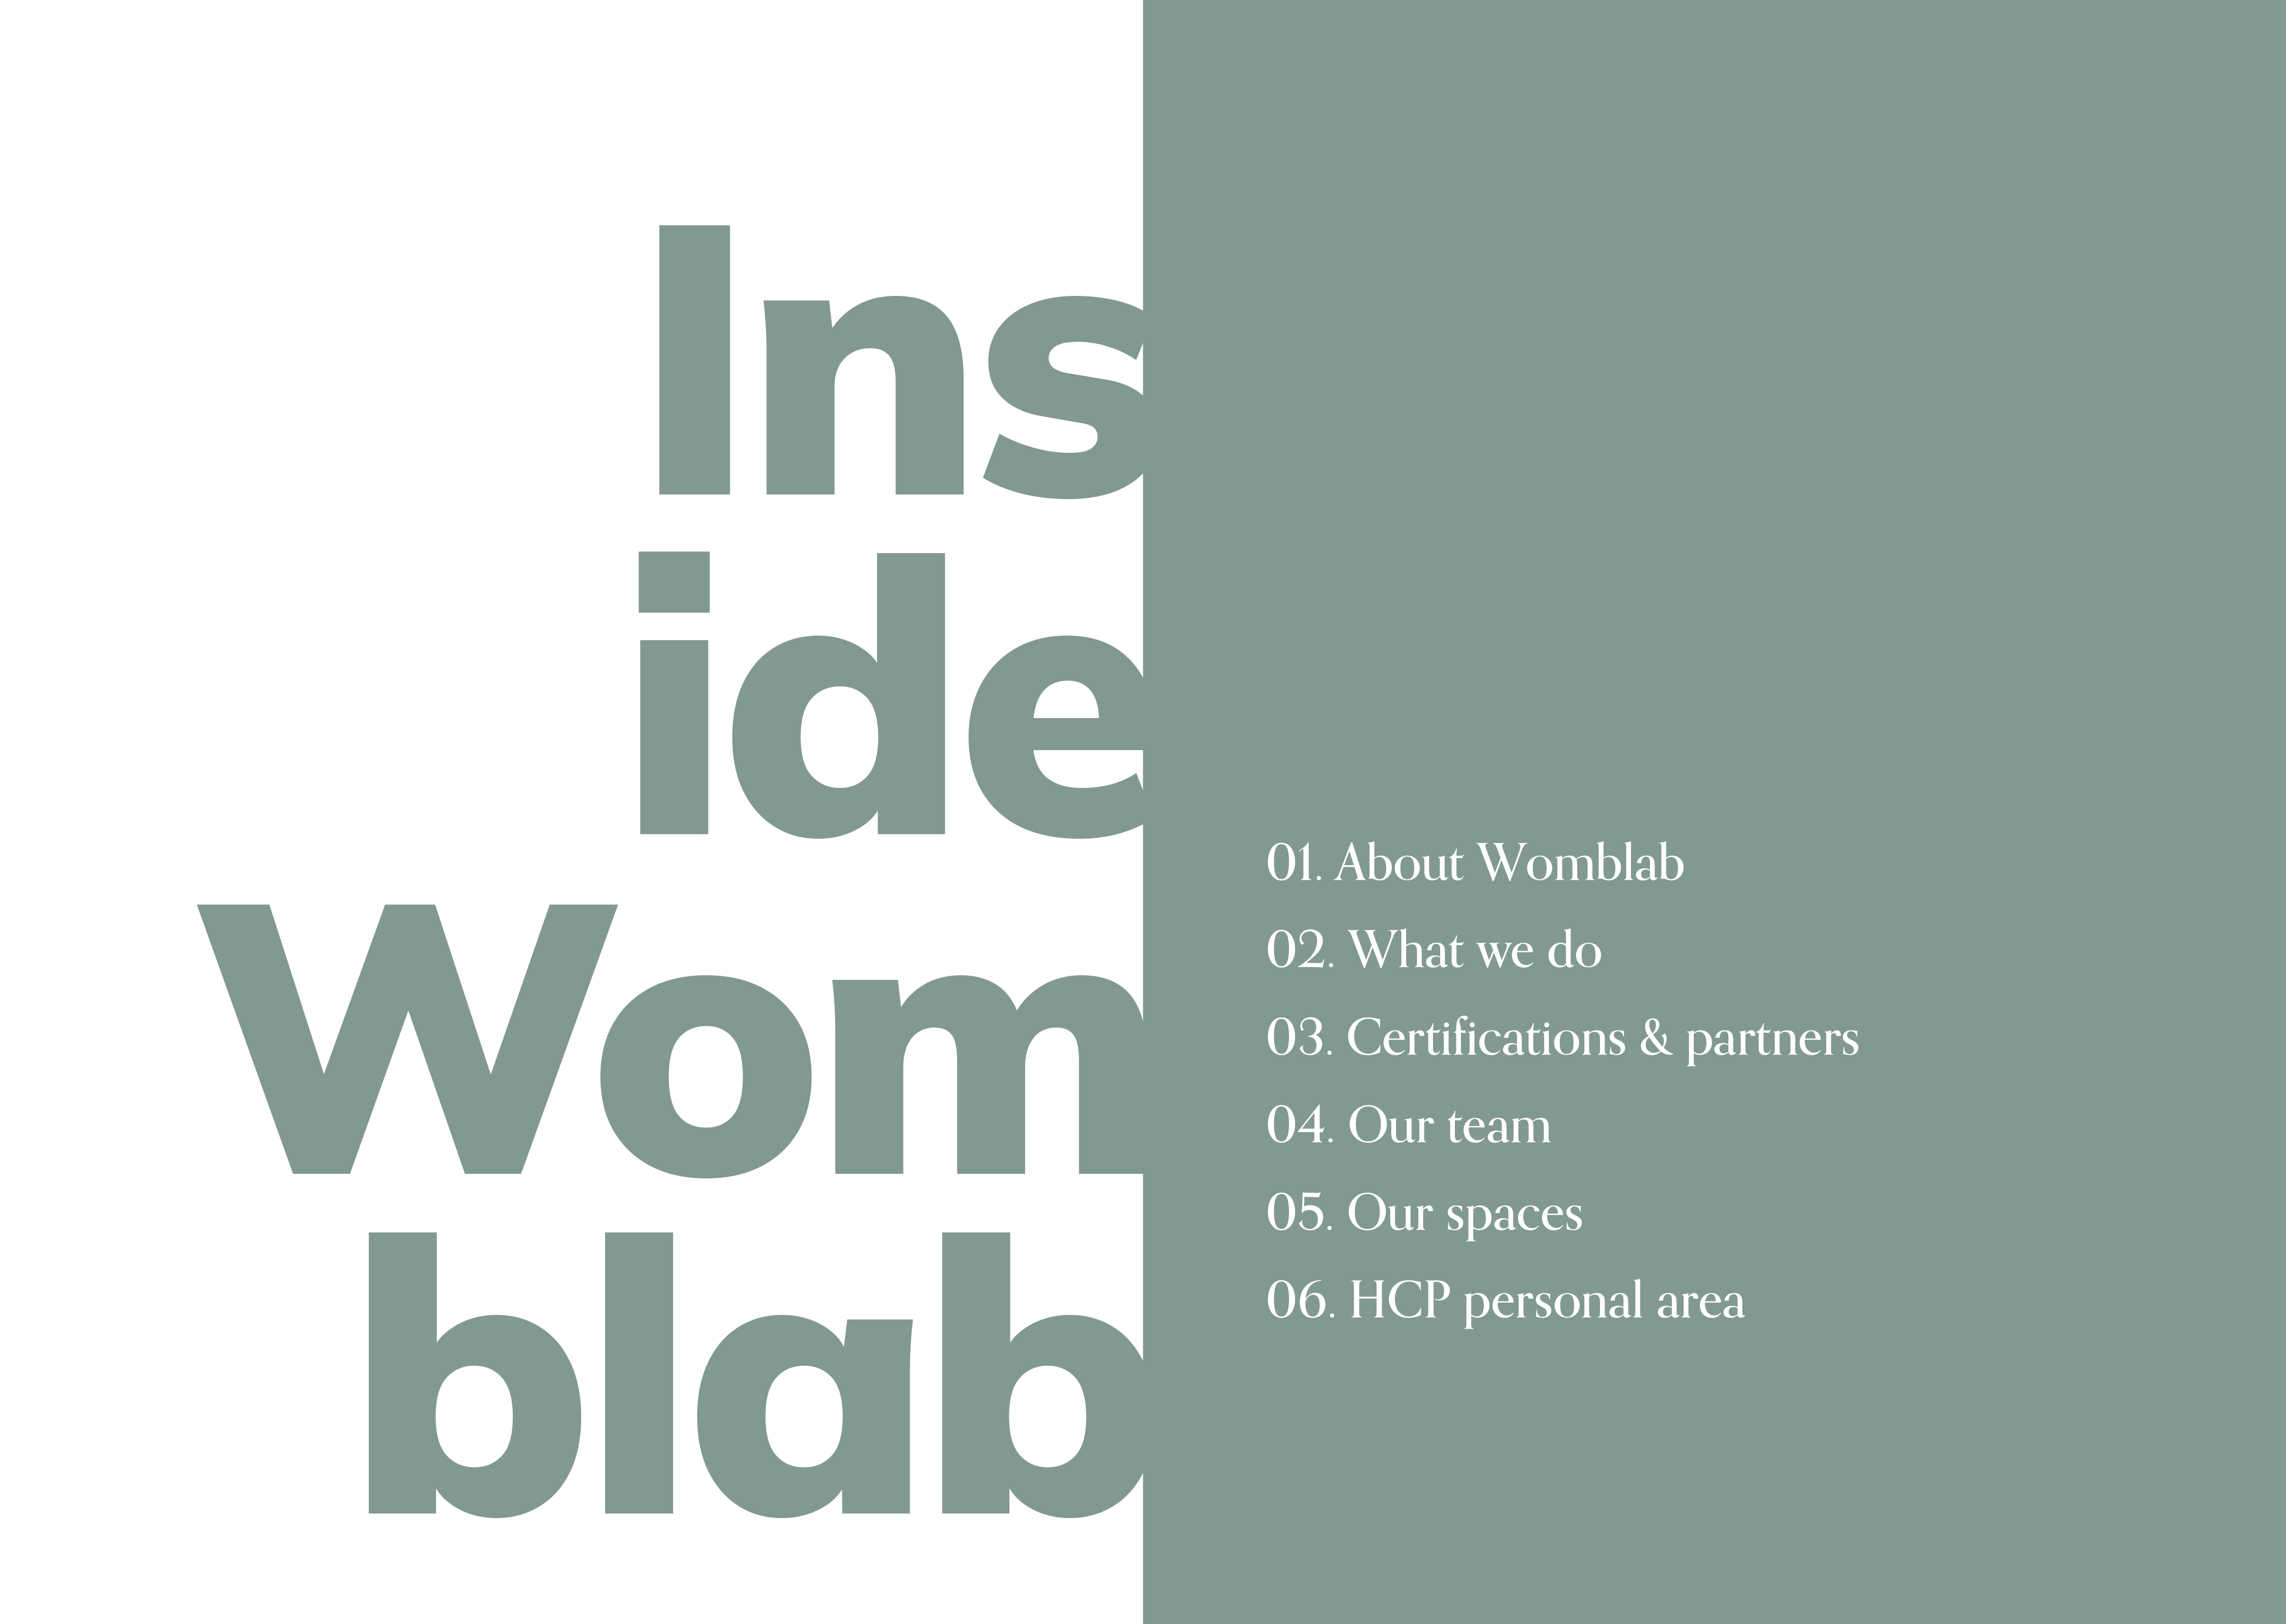 Ins
ide
Wom
blab
01. About Womblab
02. What we do
03. Certifications & partners
04. Our team
05. Our spaces
06. HCP personal area